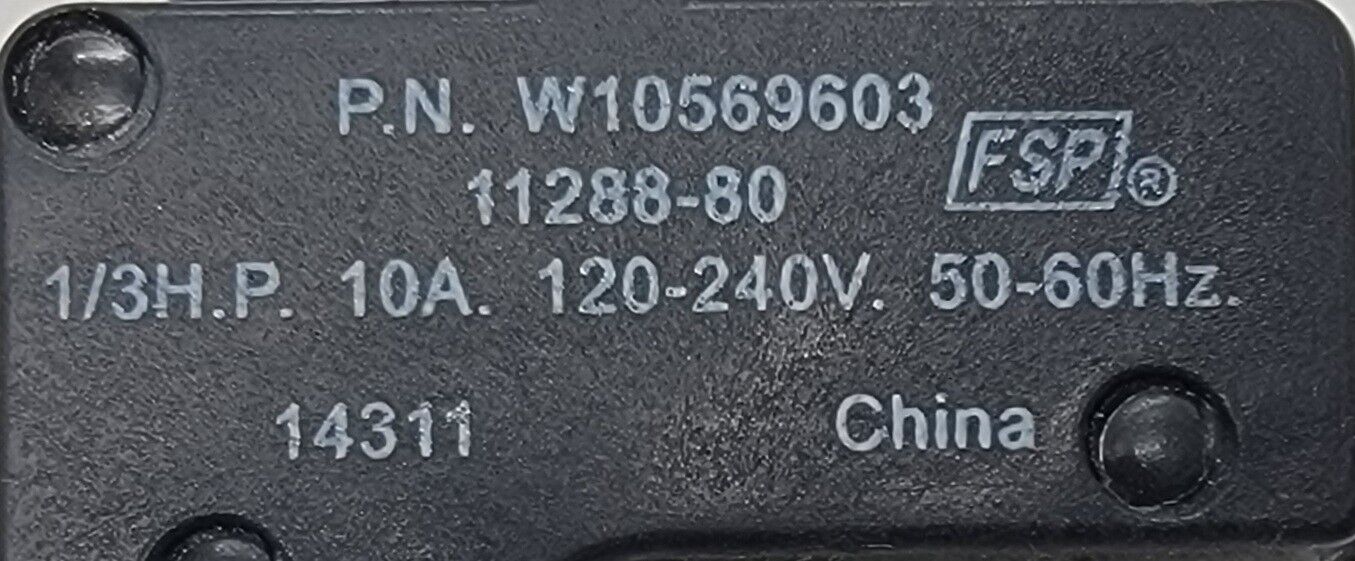 P.N. W10569603
FSP®
11288-80
1/3H.P. 10A. 120-240V. 50-60Hz.
14311 China